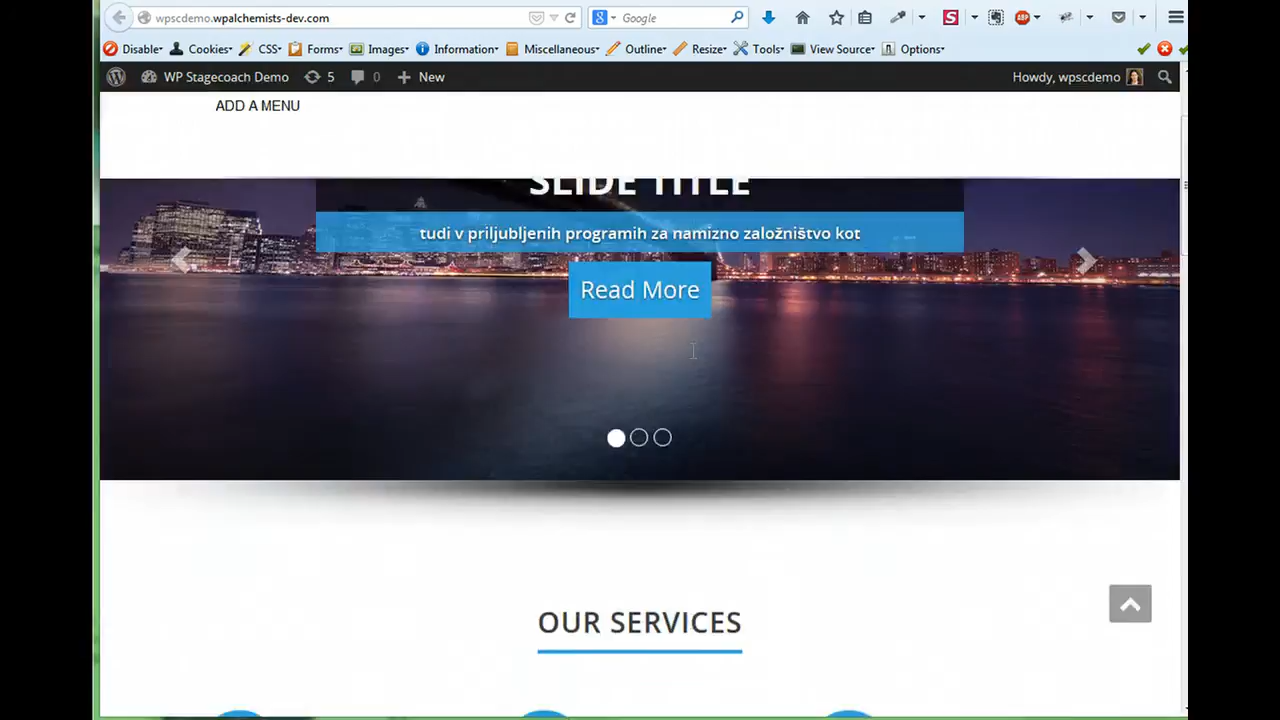 wpscdemo.wpalchemists-dev.com
Google
Disable
Cookies
CSS
Forms
Images
Information
Miscellaneous
Outline
Resize
Tools
View Source
Options
WP Stagecoach Demo
5
0
New
Howdy, wpscdemo
ADD A MENU
SLIDE TITLE
tudi v priljubljenih programih za namizno založništvo kot
Read More
OUR SERVICES